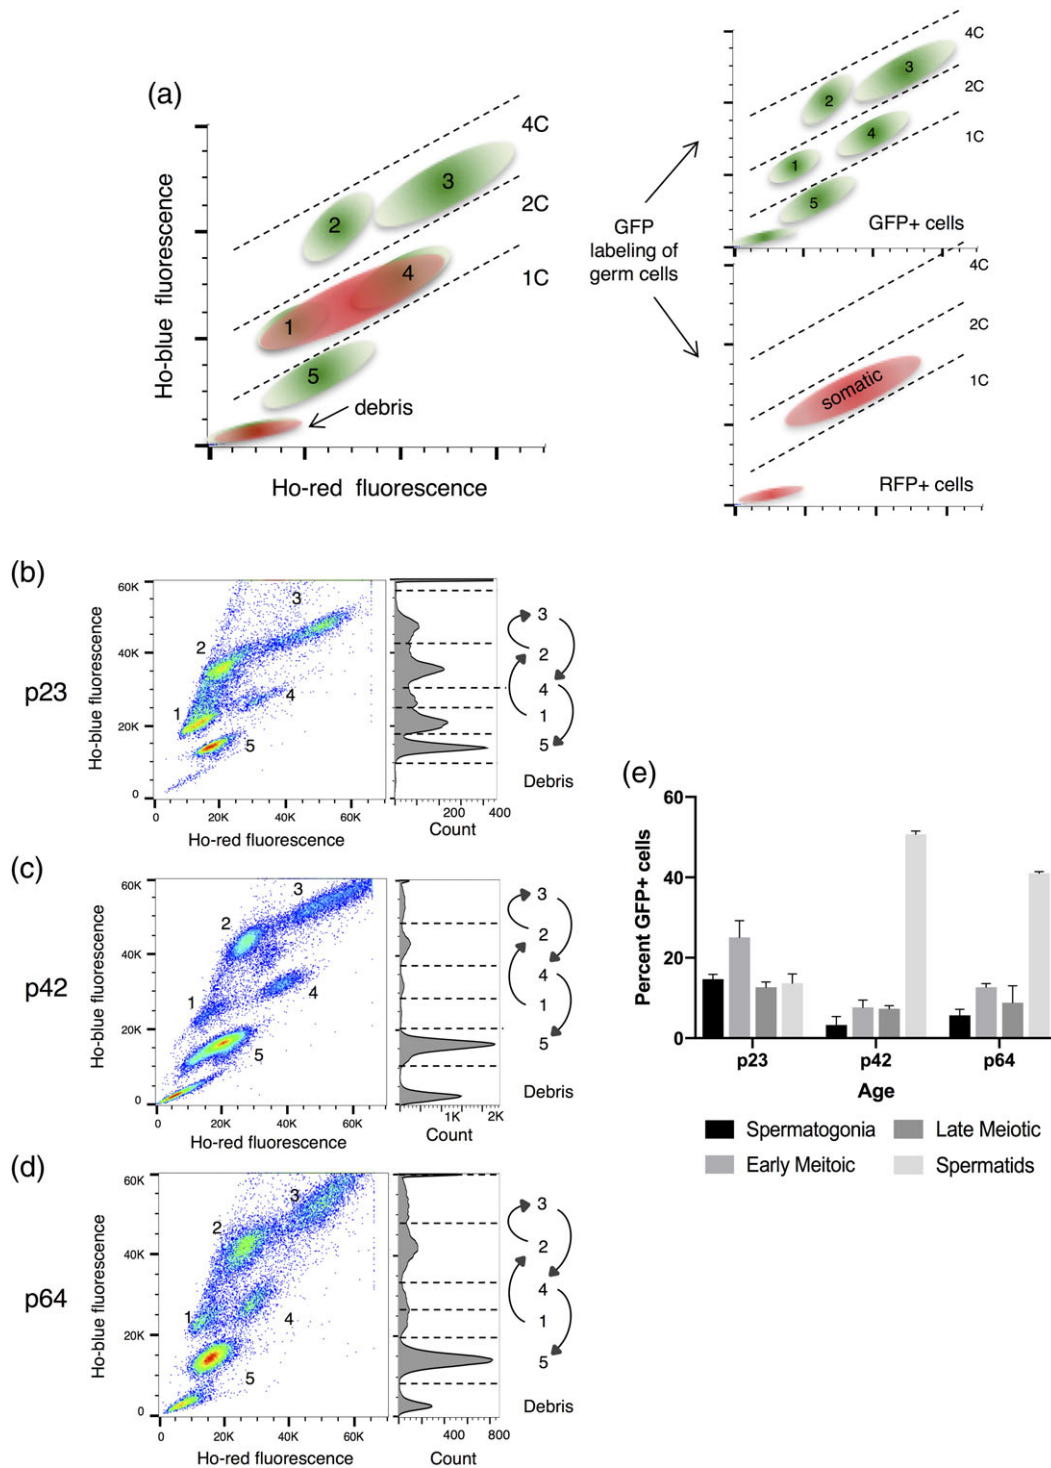 (a)
Ho-blue fluorescence
4C
2C
1C
3
2
4
1
5
debris
Ho-red fluorescence
GFP
labeling of
germ cells
4C
2C
1C
3
2
4
1
5
GFP+ cells
4C
2C
1C
somatic
RFP+ cells
(b)
p23
Ho-blue fluorescence
60K
40K
20K
0
3
2
1
4
5
0
20K
40K
60K
Ho-red fluorescence
200
400
Count
3
2
4
1
5
Debris
(c)
p42
Ho-blue fluorescence
60K
40K
20K
0
3
2
1
4
5
0
20K
40K
60K
Ho-red fluorescence
1K
2K
Count
3
2
4
1
5
Debris
(d)
p64
Ho-blue fluorescence
60K
40K
20K
0
3
2
1
4
5
0
20K
40K
60K
Ho-red fluorescence
0
400
800
Count
3
2
4
1
5
Debris
(e)
Percent GFP+ cells
60
40
20
0
p23
p42
p64
Age
Spermatogonia
Late Meiotic
Early Meitoic
Spermatids